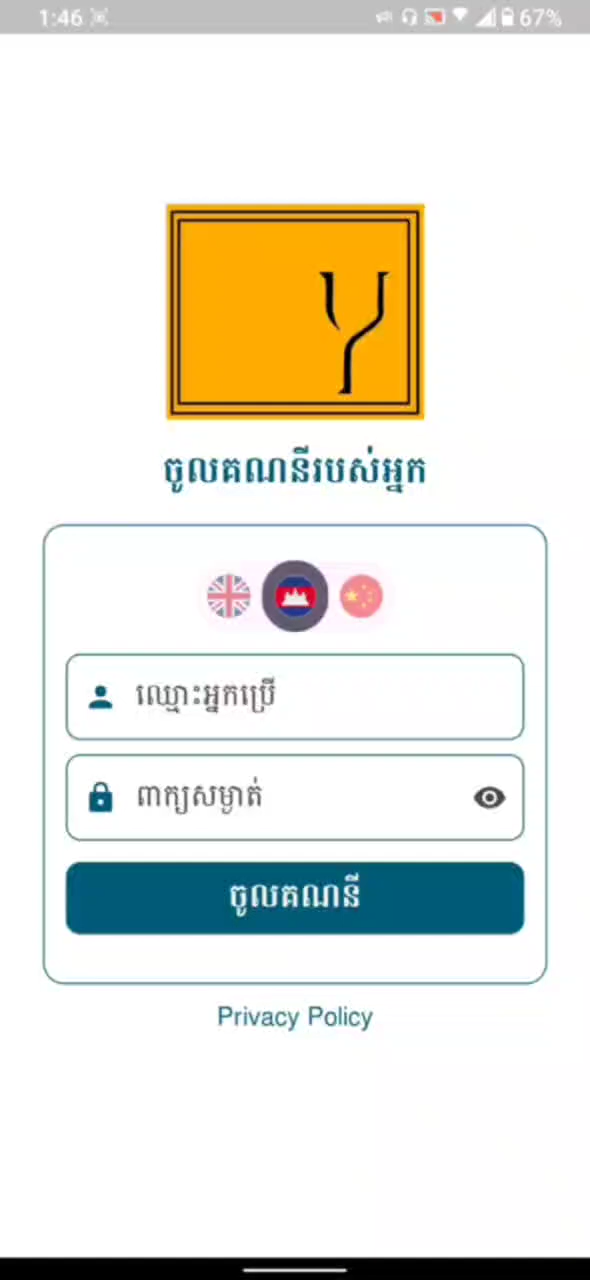 1:46
67%
Y
ចូលគណនីរបស់អ្នក
ឈ្មោះអ្នកប្រើ
ពាក្យសម្ងាត់
ចូលគណនី
Privacy Policy